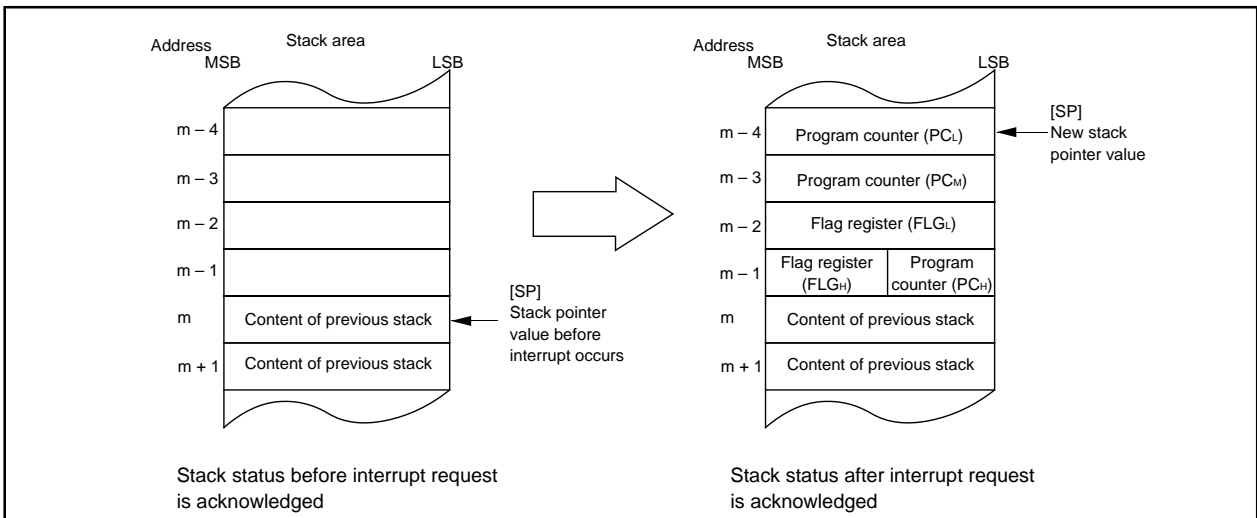 Stack area
Address
MSB
LSB
m – 4
m – 3
m – 2
m – 1
m
Content of previous stack
m + 1
Content of previous stack
[SP]
Stack pointer
value before
interrupt occurs
Stack status before interrupt request
is acknowledged
Stack area
Address
MSB
LSB
m – 4
Program counter (PCL)
m – 3
Program counter (PCM)
m – 2
Flag register (FLGL)
m – 1
Flag register
(FLGH)
Program
counter (PCH)
m
Content of previous stack
m + 1
Content of previous stack
[SP]
New stack
pointer value
Stack status after interrupt request
is acknowledged